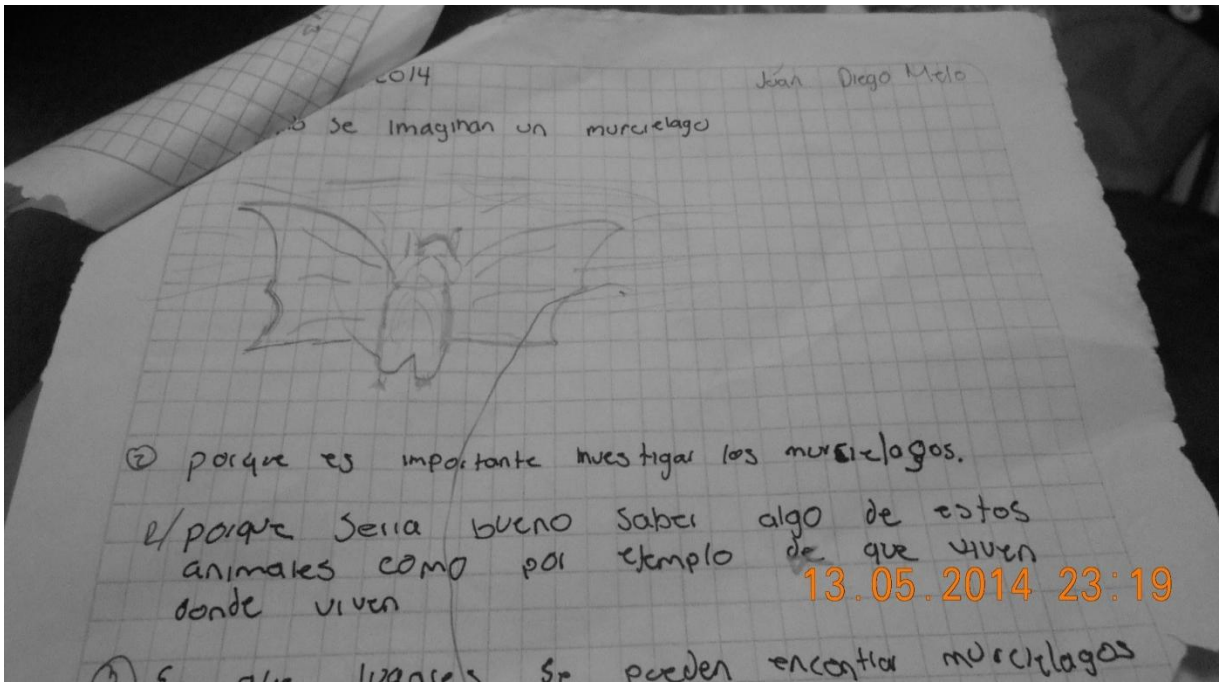 2014 Juan Diego Melo
se imaginan un murcielago
② porque es importante investigar los murcielagos.
R/ porque seria bueno saber algo de estos
animales como por ejemplo de que viven
donde viven
13.05.2014 23:19
se pueden encontrar murcielagos